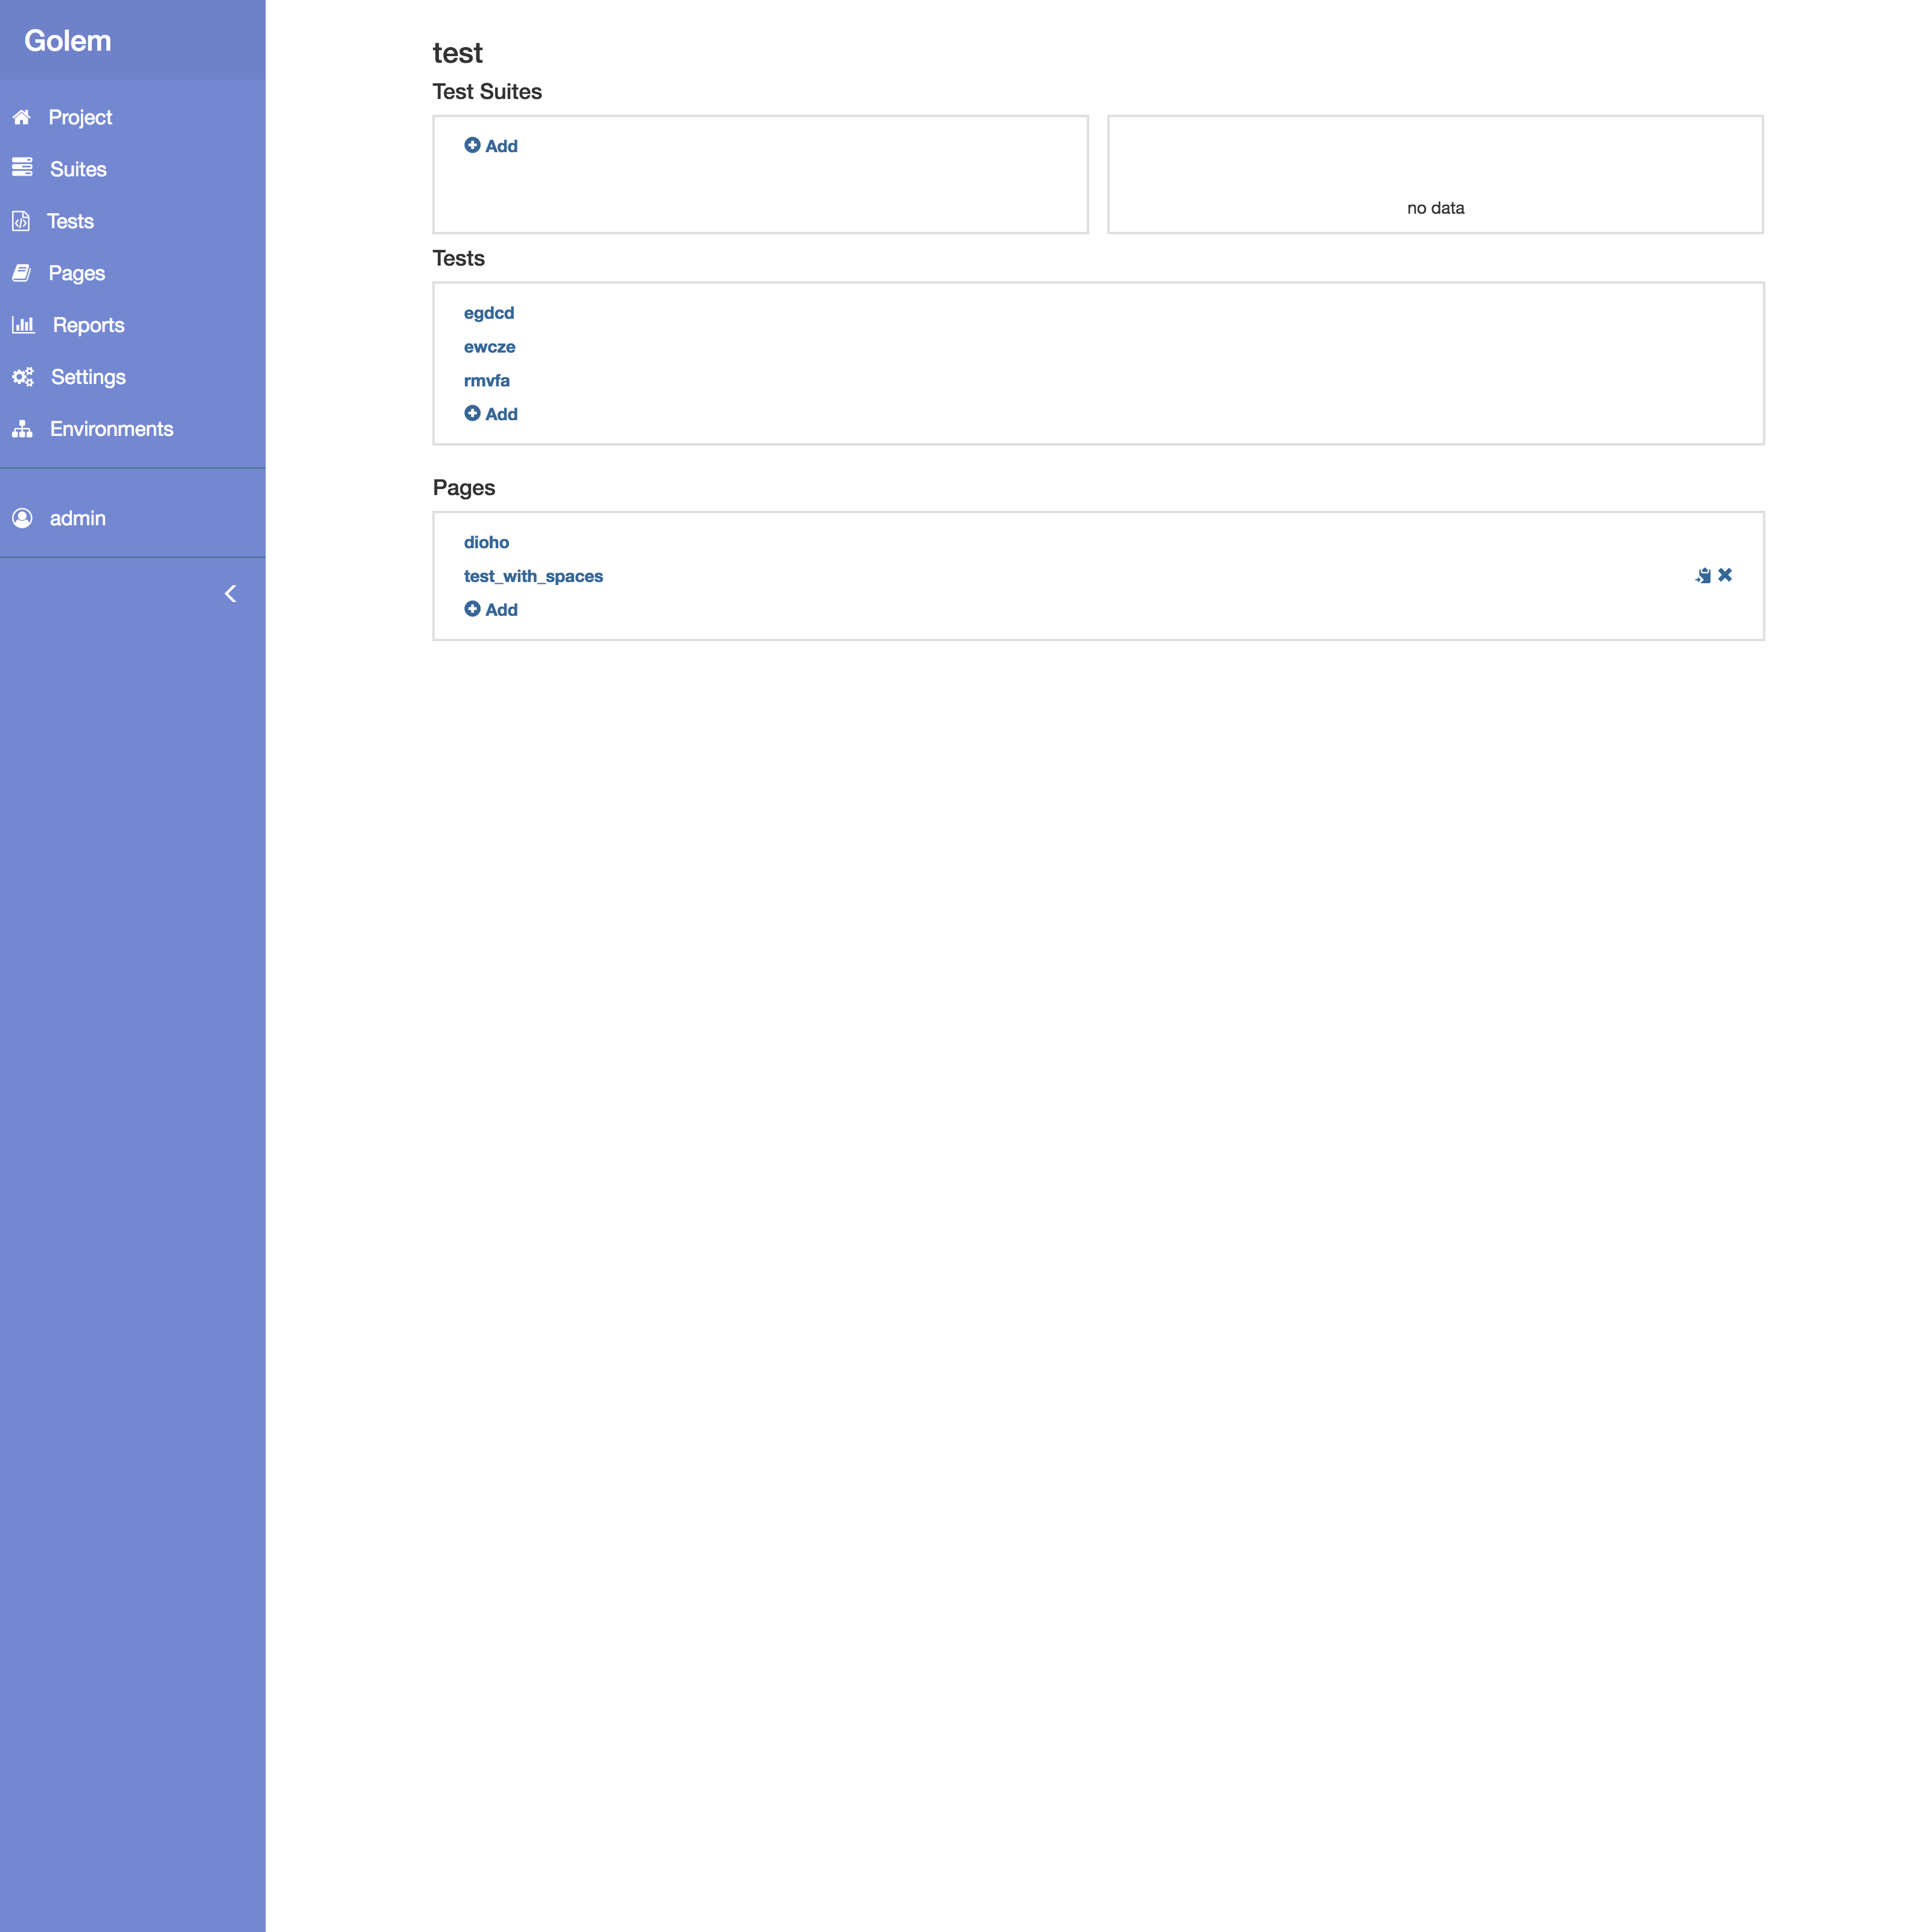 Golem
Project
Suites
Tests
Pages
Reports
Settings
Environments
admin
test
Test Suites
Add
no data
Tests
egdcd
ewcze
rmvfa
Add
Pages
dioho
test_with_spaces
Add